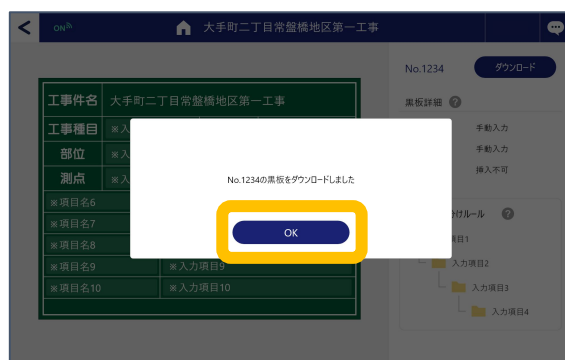 ON
大手町二丁目常盤橋地区第一工事
No.1234
ダウンロード
黒板詳細
手動入力
手動入力
挿入不可
工事件名 大手町二丁目常盤橋地区第一工事
工事種目 ※入
部位 ※入
測点 ※入
※項目名6
※項目名7
※項目名8
※項目名9 ※入力項目9
※項目名10 ※入力項目10
No.1234の黒板をダウンロードしました
OK
けルール
項目1
入力項目2
入力項目3
入力項目4